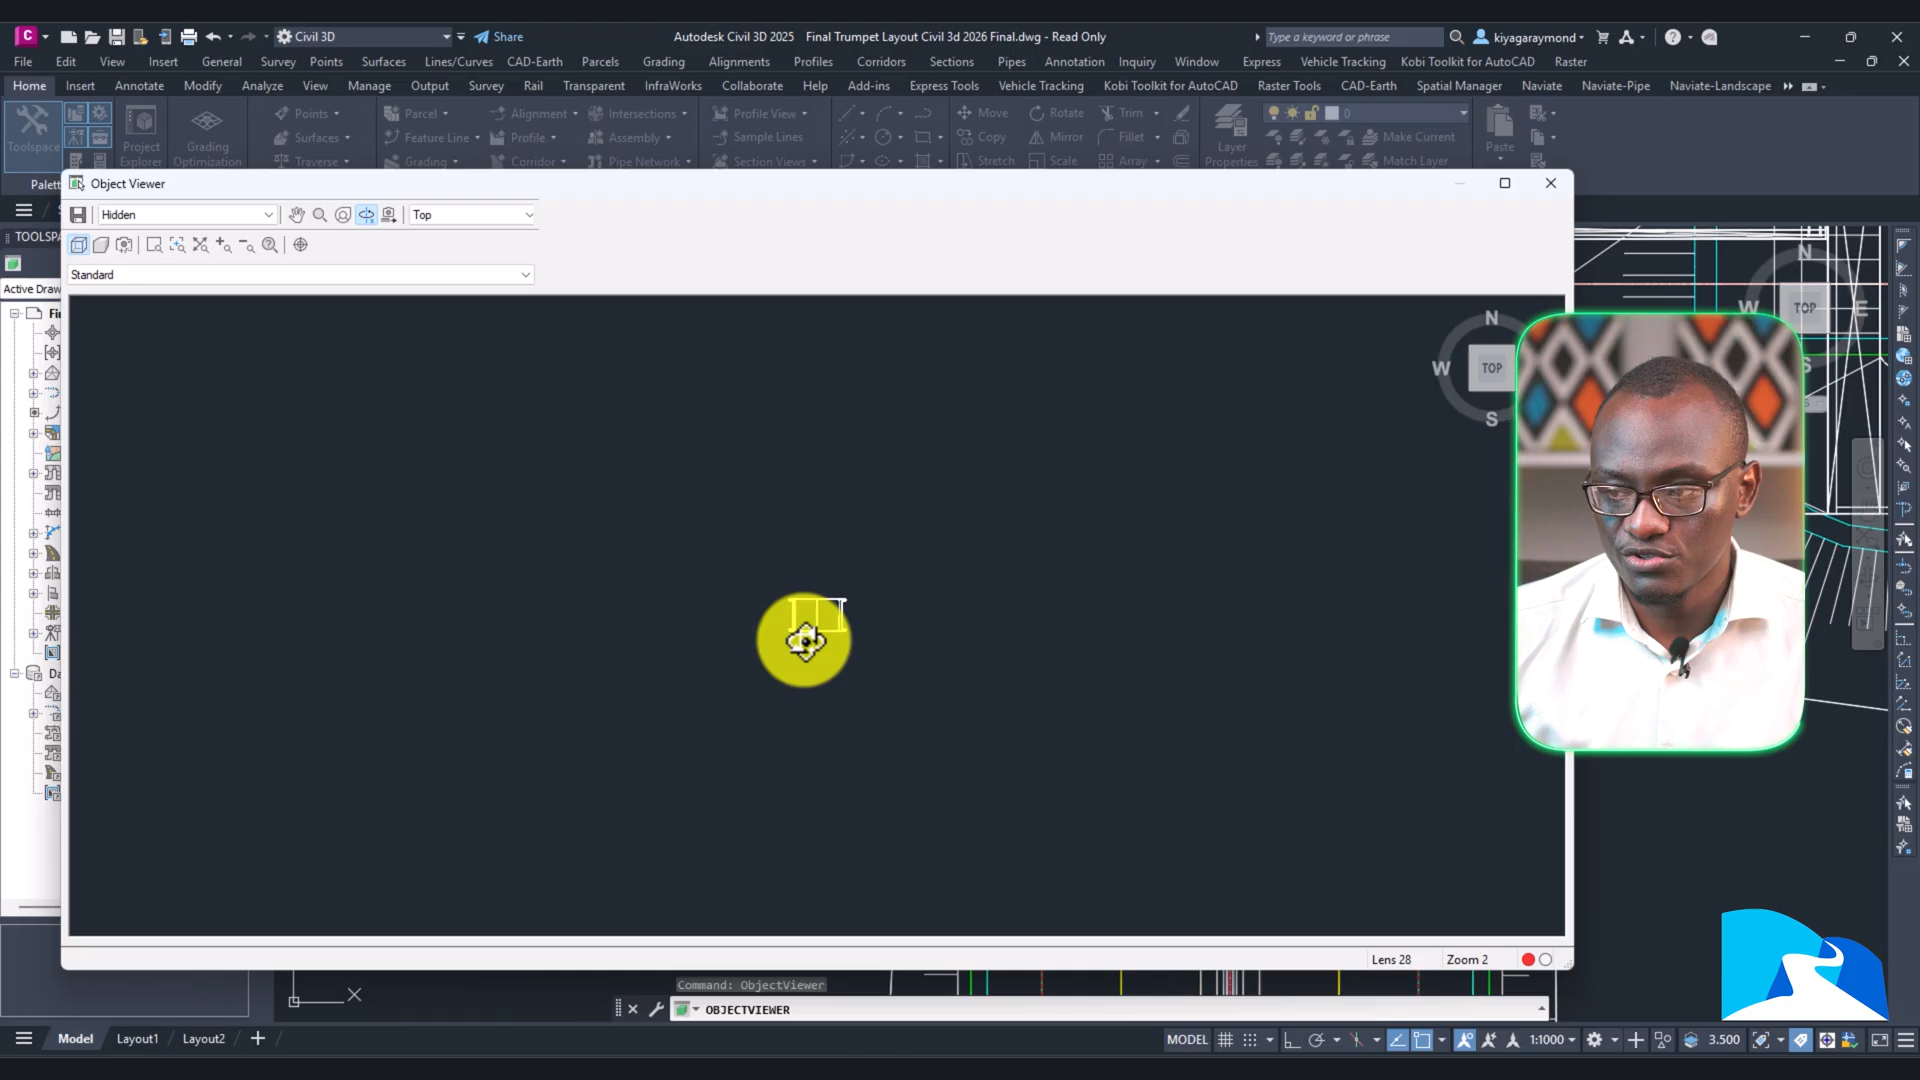 C
Civil 3D
Share
Autodesk Civil 3D 2025 Final Trumpet Layout Civil 3d 2026 Final.dwg - Read Only
Type a keyword or phrase
kiyagaraymond
File Edit View Insert General Survey Points Surfaces Lines/Curves CAD-Earth Parcels Grading Alignments Profiles Corridors Sections Pipes Annotation Inquiry Window Express Vehicle Tracking Kobi Toolkit for AutoCAD Raster
Home Insert Annotate Modify Analyze View Manage Output Survey Rail Transparent InfraWorks Collaborate Help Add-ins Express Tools Vehicle Tracking Kobi Toolkit for AutoCAD Raster Tools CAD-Earth Spatial Manager Naviate Naviate-Pipe Naviate-Landscape
Points Parcel Alignment Intersections Profile View Move Rotate Trim 0
Surfaces Feature Line Profile Assembly Sample Lines Copy Mirror Fillet Make Current
Toolspace Project Explorer Grading Optimization Layer Properties Paste
Traverse Grading Corridor Pipe Network Section Views Stretch Scale Array Match Layer
Palett
Object Viewer
Hidden
Top
TOOLSPA
Standard
Active Draw
Fi
Da
N
W
TOP
S
N
W
TOP
E
S
Lens 28
Zoom 2
Command: ObjectViewer
OBJECTVIEWER
Model Layout1 Layout2
MODEL
1:1000
3.500